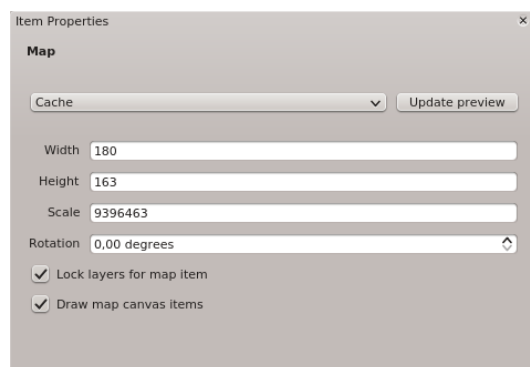 Item Properties
Map
Cache Update preview
Width 180
Height 163
Scale 9396463
Rotation 0,00 degrees
Lock layers for map item
Draw map canvas items